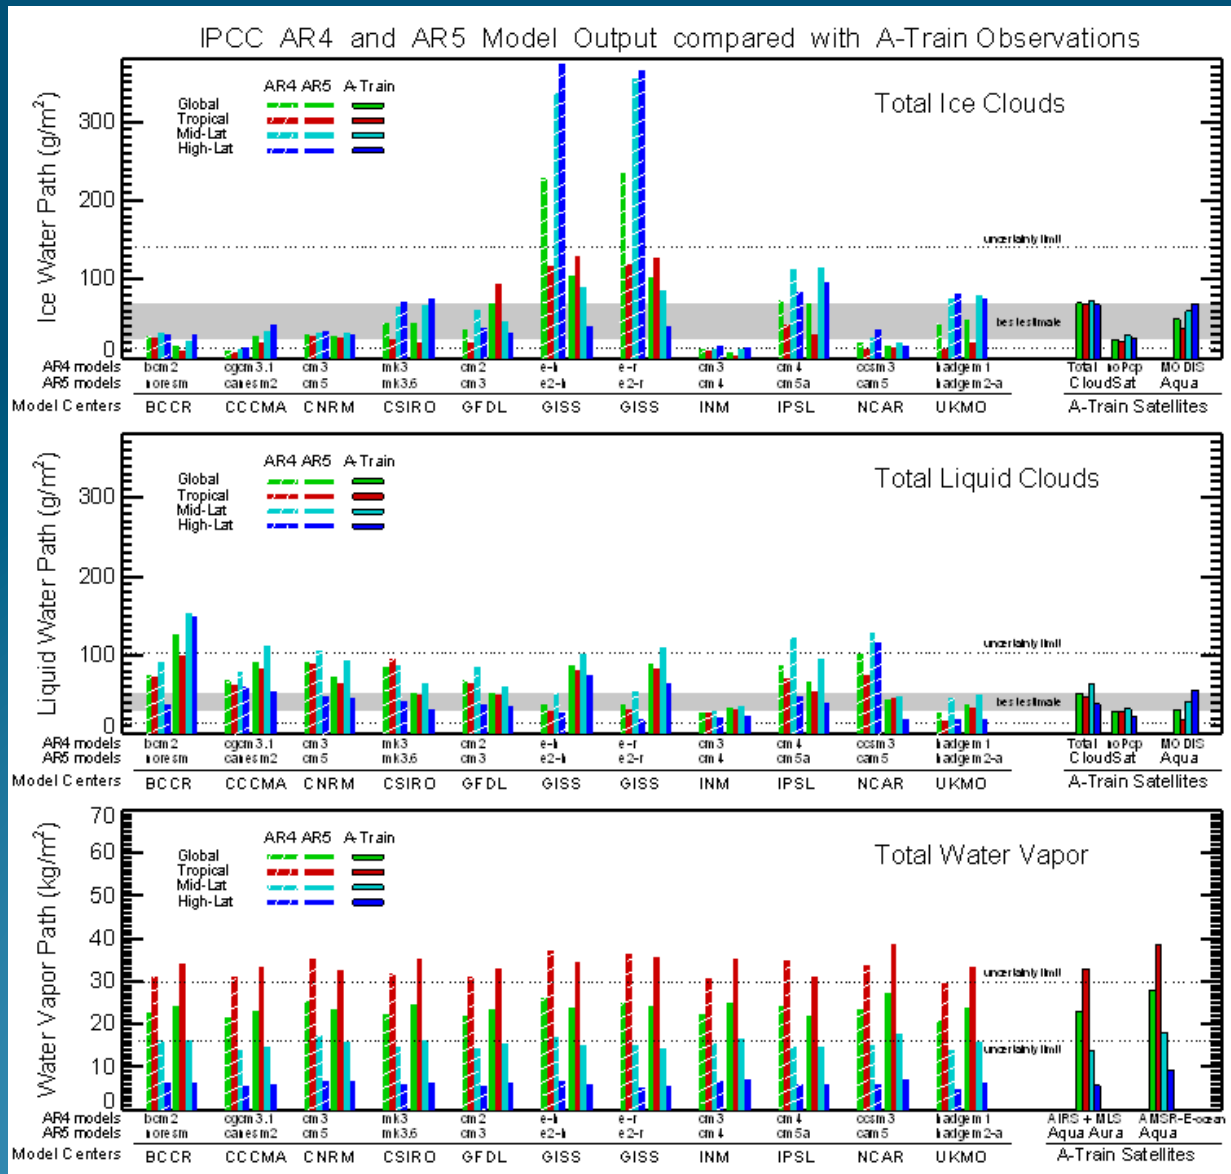 IPCC AR4 and AR5 Model Output compared with A-Train Observations
Total Ice Clouds
AR4 AR5 A-Train
Global
Tropical
Mid-Lat
High-Lat
Ice Water Path (g/m²)
300
200
100
0
uncertainty limit
best estimate
AR4 models bcm2 cgcm3.1 cm3 mk3 cm2 e-h e-r cm3 cm4 ccsm3 hadgem1 Total noPcp MODIS
AR5 models noresm canesm2 cm5 mk3.6 cm3 e2-h e2-r cm4 cm5a cam5 hadgem2-a CloudSat Aqua
Model Centers BCCR CCCMA CNRM CSIRO GFDL GISS GISS INM IPSL NCAR UKMO A-Train Satellites
Total Liquid Clouds
AR4 AR5 A-Train
Global
Tropical
Mid-Lat
High-Lat
Liquid Water Path (g/m²)
300
200
100
0
uncertainty limit
best estimate
AR4 models bcm2 cgcm3.1 cm3 mk3 cm2 e-h e-r cm3 cm4 ccsm3 hadgem1 Total noPcp MODIS
AR5 models noresm canesm2 cm5 mk3.6 cm3 e2-h e2-r cm4 cm5a cam5 hadgem2-a CloudSat Aqua
Model Centers BCCR CCCMA CNRM CSIRO GFDL GISS GISS INM IPSL NCAR UKMO A-Train Satellites
Total Water Vapor
AR4 AR5 A-Train
Global
Tropical
Mid-Lat
High-Lat
Water Vapor Path (kg/m²)
70
60
50
40
30
20
10
0
uncertainty limit
uncertainty limit
AR4 models bcm2 cgcm3.1 cm3 mk3 cm2 e-h e-r cm3 cm4 ccsm3 hadgem1 AIRS + MLS AMSR-E-ocean
AR5 models noresm canesm2 cm5 mk3.6 cm3 e2-h e2-r cm4 cm5a cam5 hadgem2-a Aqua Aura Aqua
Model Centers BCCR CCCMA CNRM CSIRO GFDL GISS GISS INM IPSL NCAR UKMO A-Train Satellites